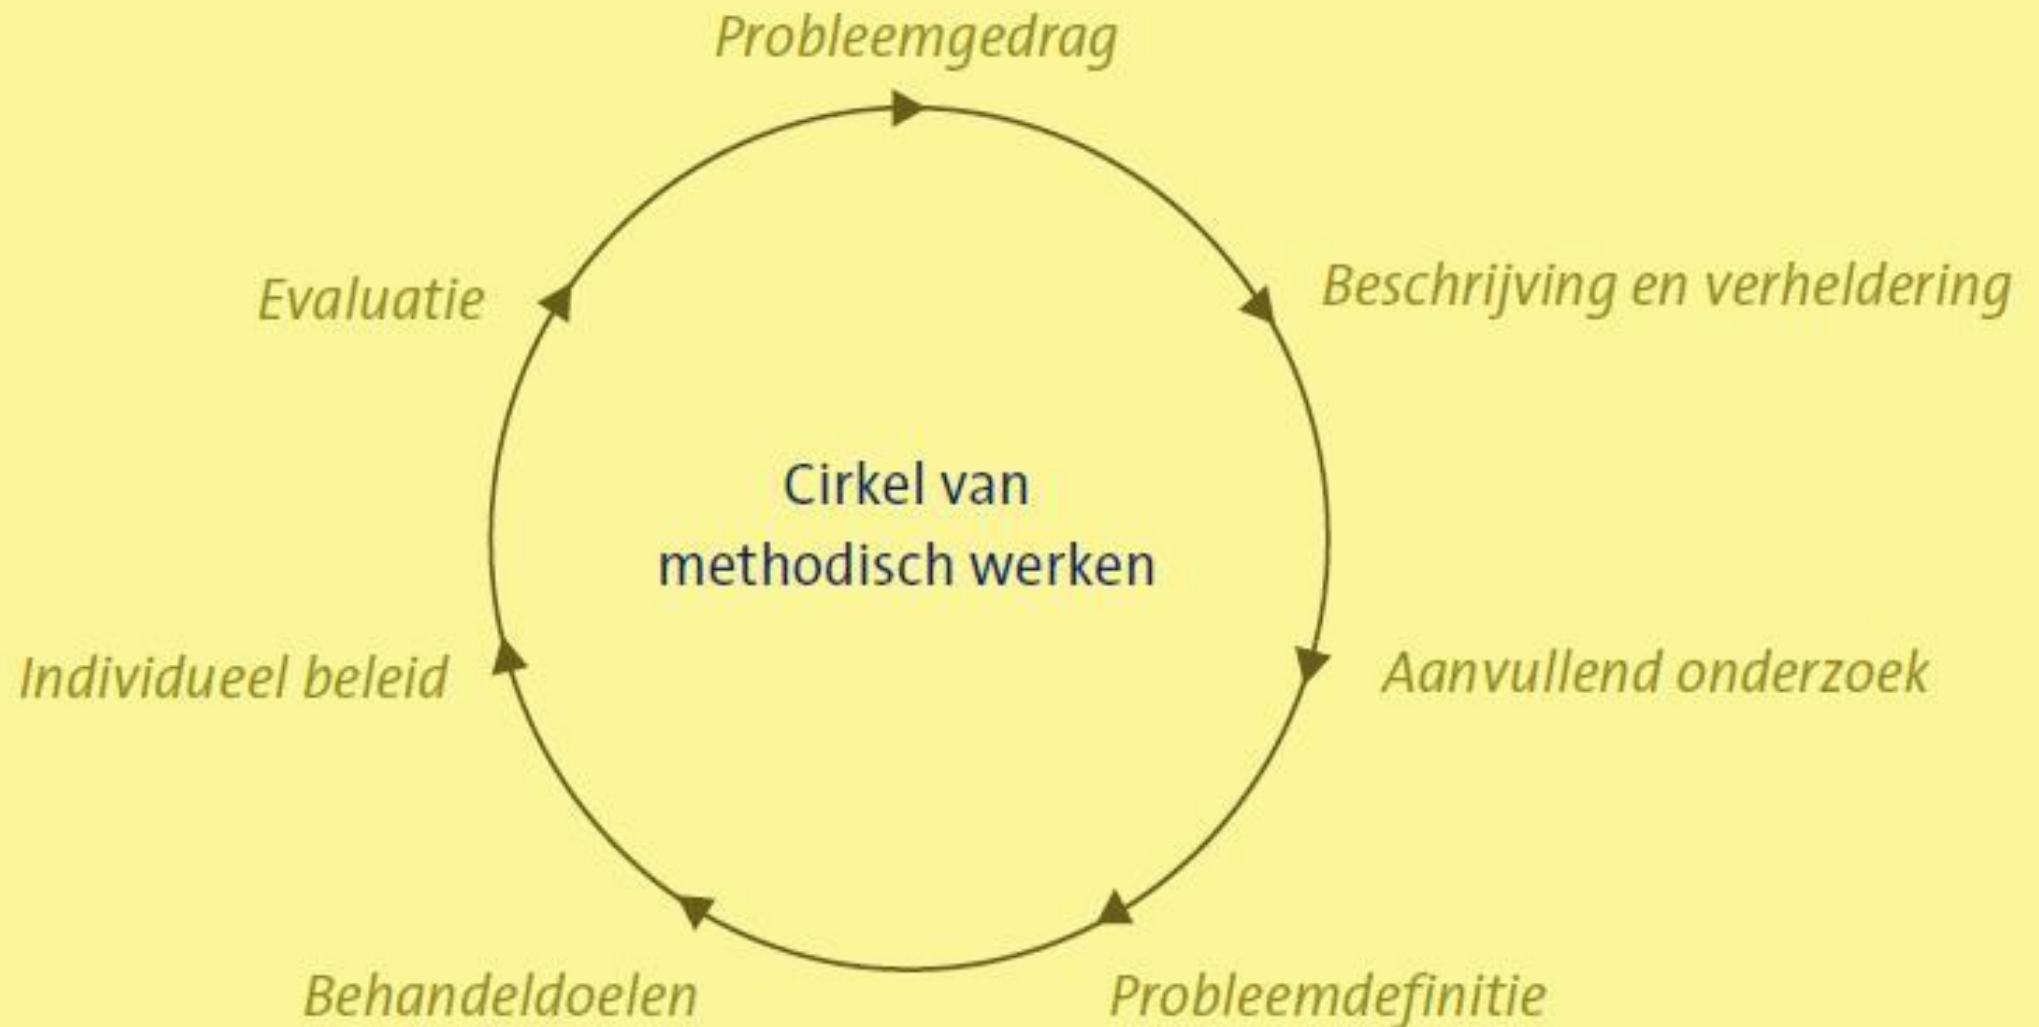 Probleemgedrag
Beschrijving en verheldering
Aanvullend onderzoek
Probleemdefinitie
Behandeldoelen
Individueel beleid
Evaluatie
Cirkel van
methodisch werken